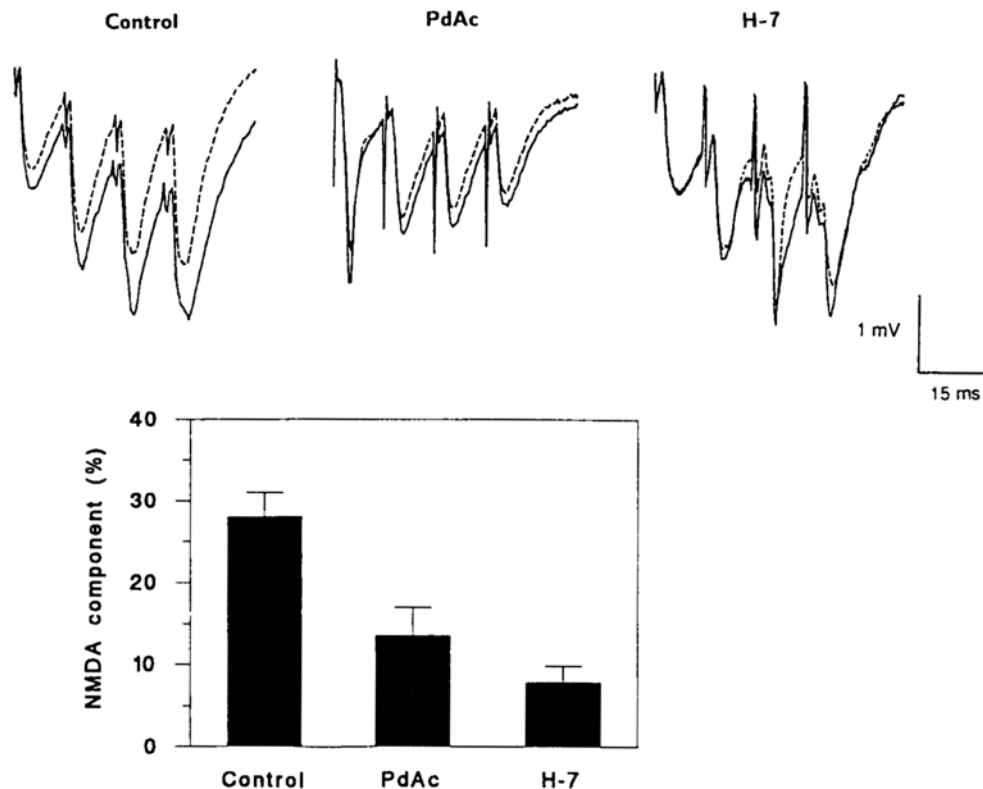 Control PdAc H-7
1 mV
15 ms
NMDA component (%)
40
30
20
10
0
Control PdAc H-7